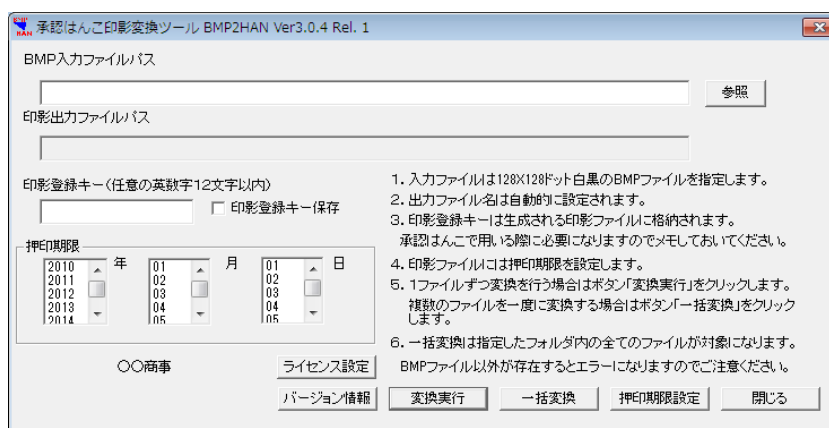 承認はんこ印影変換ツール BMP2HAN Ver3.0.4 Rel. 1
BMP入力ファイルパス
参照
印影出力ファイルパス
印影登録キー(任意の英数字12文字以内)
印影登録キー保存
押印期限
2010
2011
2012
2013
2014
年
01
02
03
04
05
月
01
02
03
04
05
日
1. 入力ファイルは128X128ドット白黒のBMPファイルを指定します。
2. 出力ファイル名は自動的に設定されます。
3. 印影登録キーは生成される印影ファイルに格納されます。
承認はんこで用いる際に必要になりますのでメモしておいてください。
4. 印影ファイルには押印期限を設定します。
5. 1ファイルずつ変換を行う場合はボタン「変換実行」をクリックします。
複数のファイルを一度に変換する場合はボタン「一括変換」をクリック
します。
6. 一括変換は指定したフォルダ内の全てのファイルが対象になります。
BMPファイル以外が存在するとエラーになりますのでご注意ください。
〇〇商事
ライセンス設定
バージョン情報
変換実行
一括変換
押印期限設定
閉じる